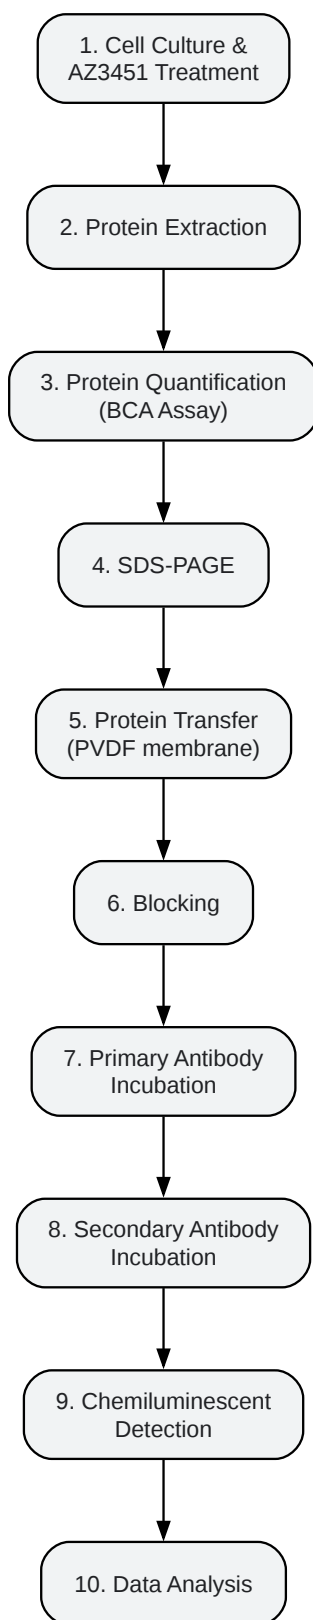 1. Cell Culture &
AZ3451 Treatment
2. Protein Extraction
3. Protein Quantification
(BCA Assay)
4. SDS-PAGE
5. Protein Transfer
(PVDF membrane)
6. Blocking
7. Primary Antibody
Incubation
8. Secondary Antibody
Incubation
9. Chemiluminescent
Detection
10. Data Analysis